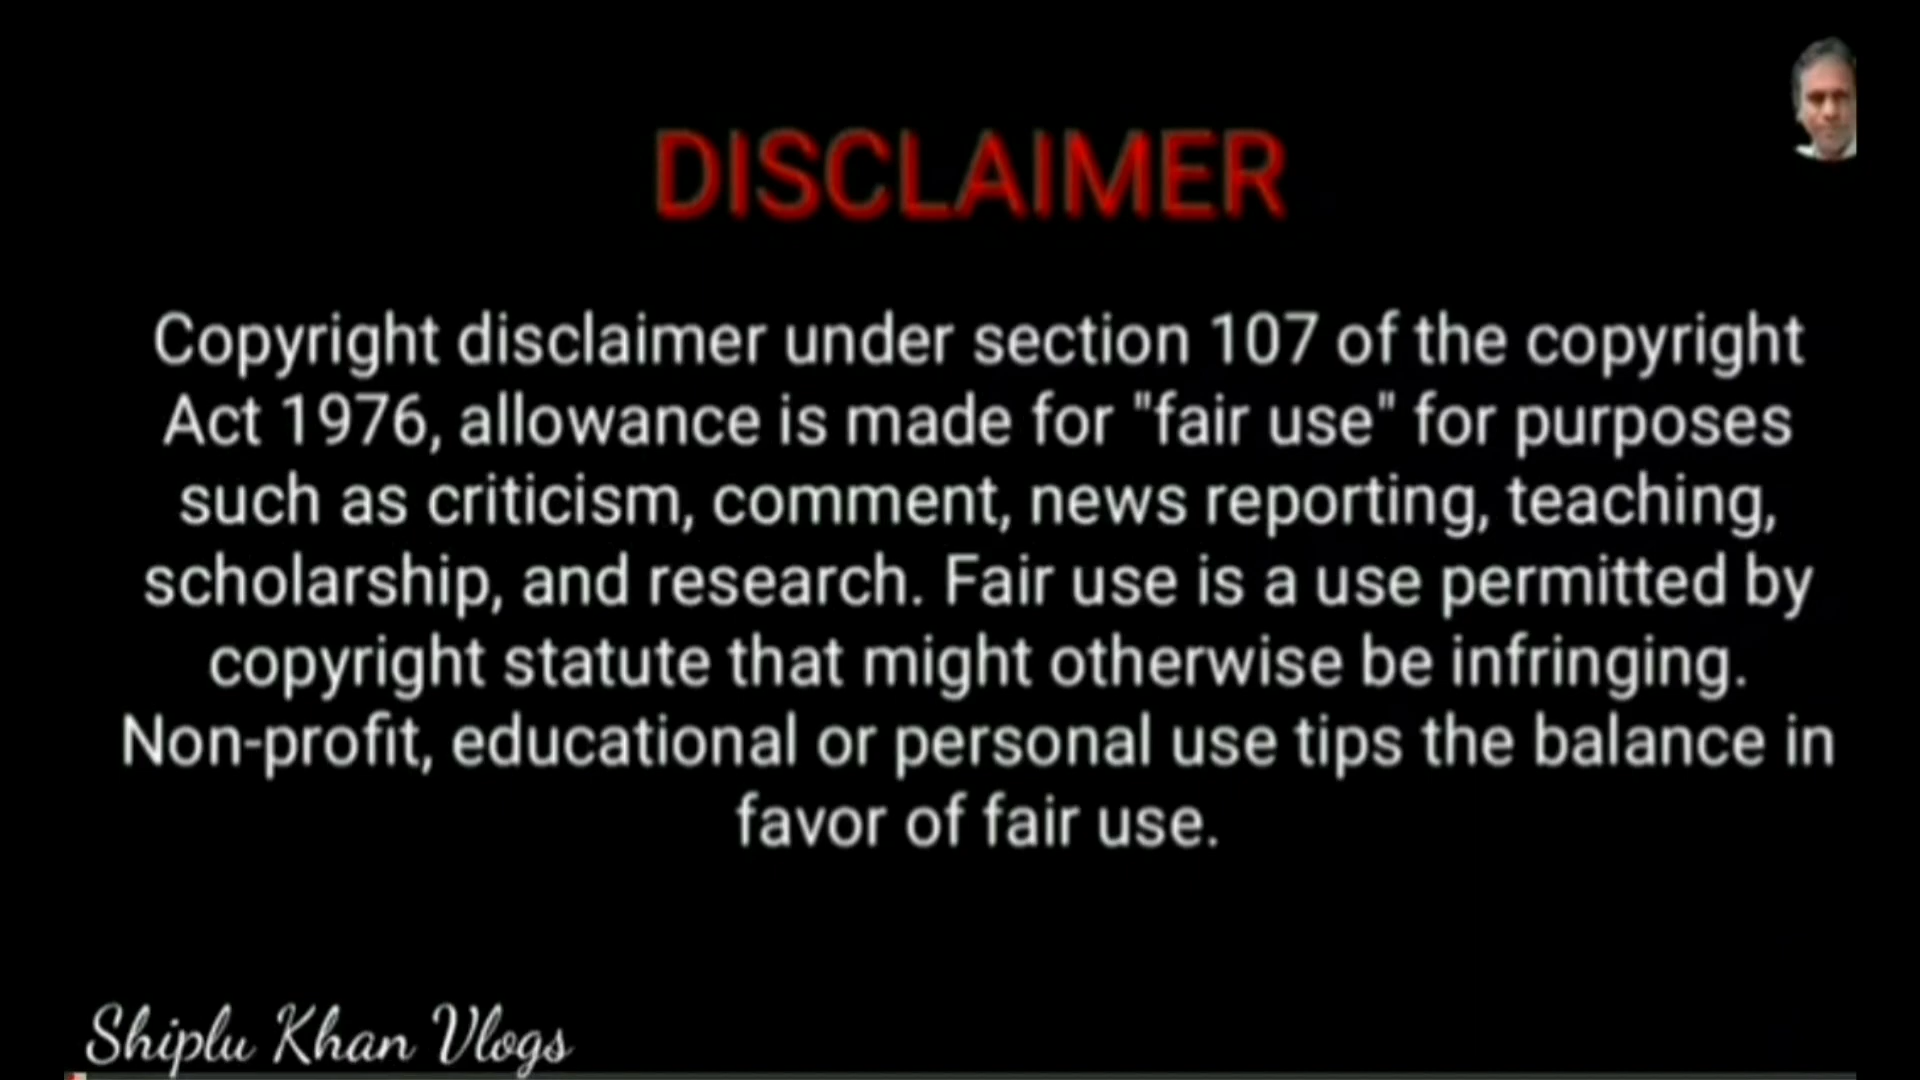 DISCLAIMER
Copyright disclaimer under section 107 of the copyright
Act 1976, allowance is made for "fair use" for purposes
such as criticism, comment, news reporting, teaching,
scholarship, and research. Fair use is a use permitted by
copyright statute that might otherwise be infringing.
Non-profit, educational or personal use tips the balance in
favor of fair use.
Shiplu Khan Vlogs